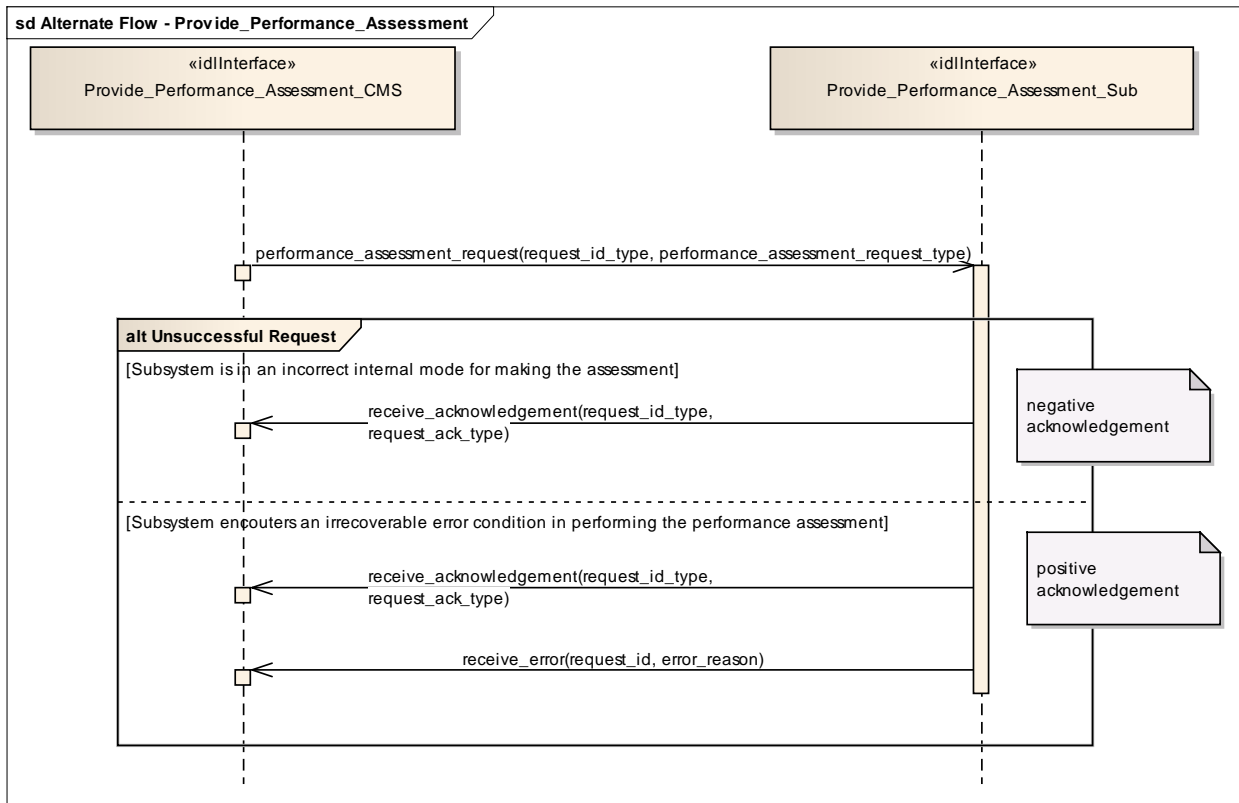 sd Alternate Flow - Provide_Performance_Assessment
«idlInterface»
Provide_Performance_Assessment_CMS
«idlInterface»
Provide_Performance_Assessment_Sub
performance_assessment_request(request_id_type, performance_assessment_request_type)
alt Unsuccessful Request
[Subsystem is in an incorrect internal mode for making the assessment]
receive_acknowledgement(request_id_type,
request_ack_type)
negative
acknowledgement
[Subsystem encouters an irrecoverable error condition in performing the performance assessment]
receive_acknowledgement(request_id_type,
request_ack_type)
positive
acknowledgement
receive_error(request_id, error_reason)